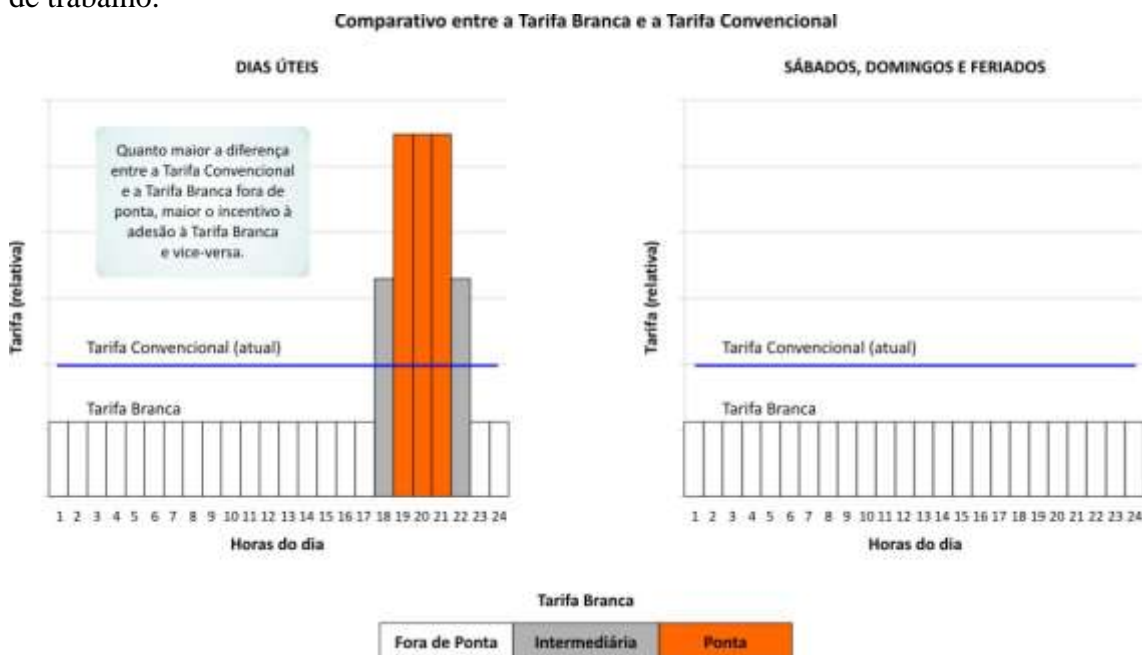 de trabalho.
Comparativo entre a Tarifa Branca e a Tarifa Convencional
DIAS ÚTEIS
Tarifa (relativa)
Quanto maior a diferença
entre a Tarifa Convencional
e a Tarifa Branca fora de
ponta, maior o incentivo à
adesão à Tarifa Branca
e vice-versa.
Tarifa Convencional (atual)
Tarifa Branca
1 2 3 4 5 6 7 8 9 10 11 12 13 14 15 16 17 18 19 20 21 22 23 24
Horas do dia
SÁBADOS, DOMINGOS E FERIADOS
Tarifa (relativa)
Tarifa Convencional (atual)
Tarifa Branca
1 2 3 4 5 6 7 8 9 10 11 12 13 14 15 16 17 18 19 20 21 22 23 24
Horas do dia
Tarifa Branca
Fora de Ponta Intermediária Ponta